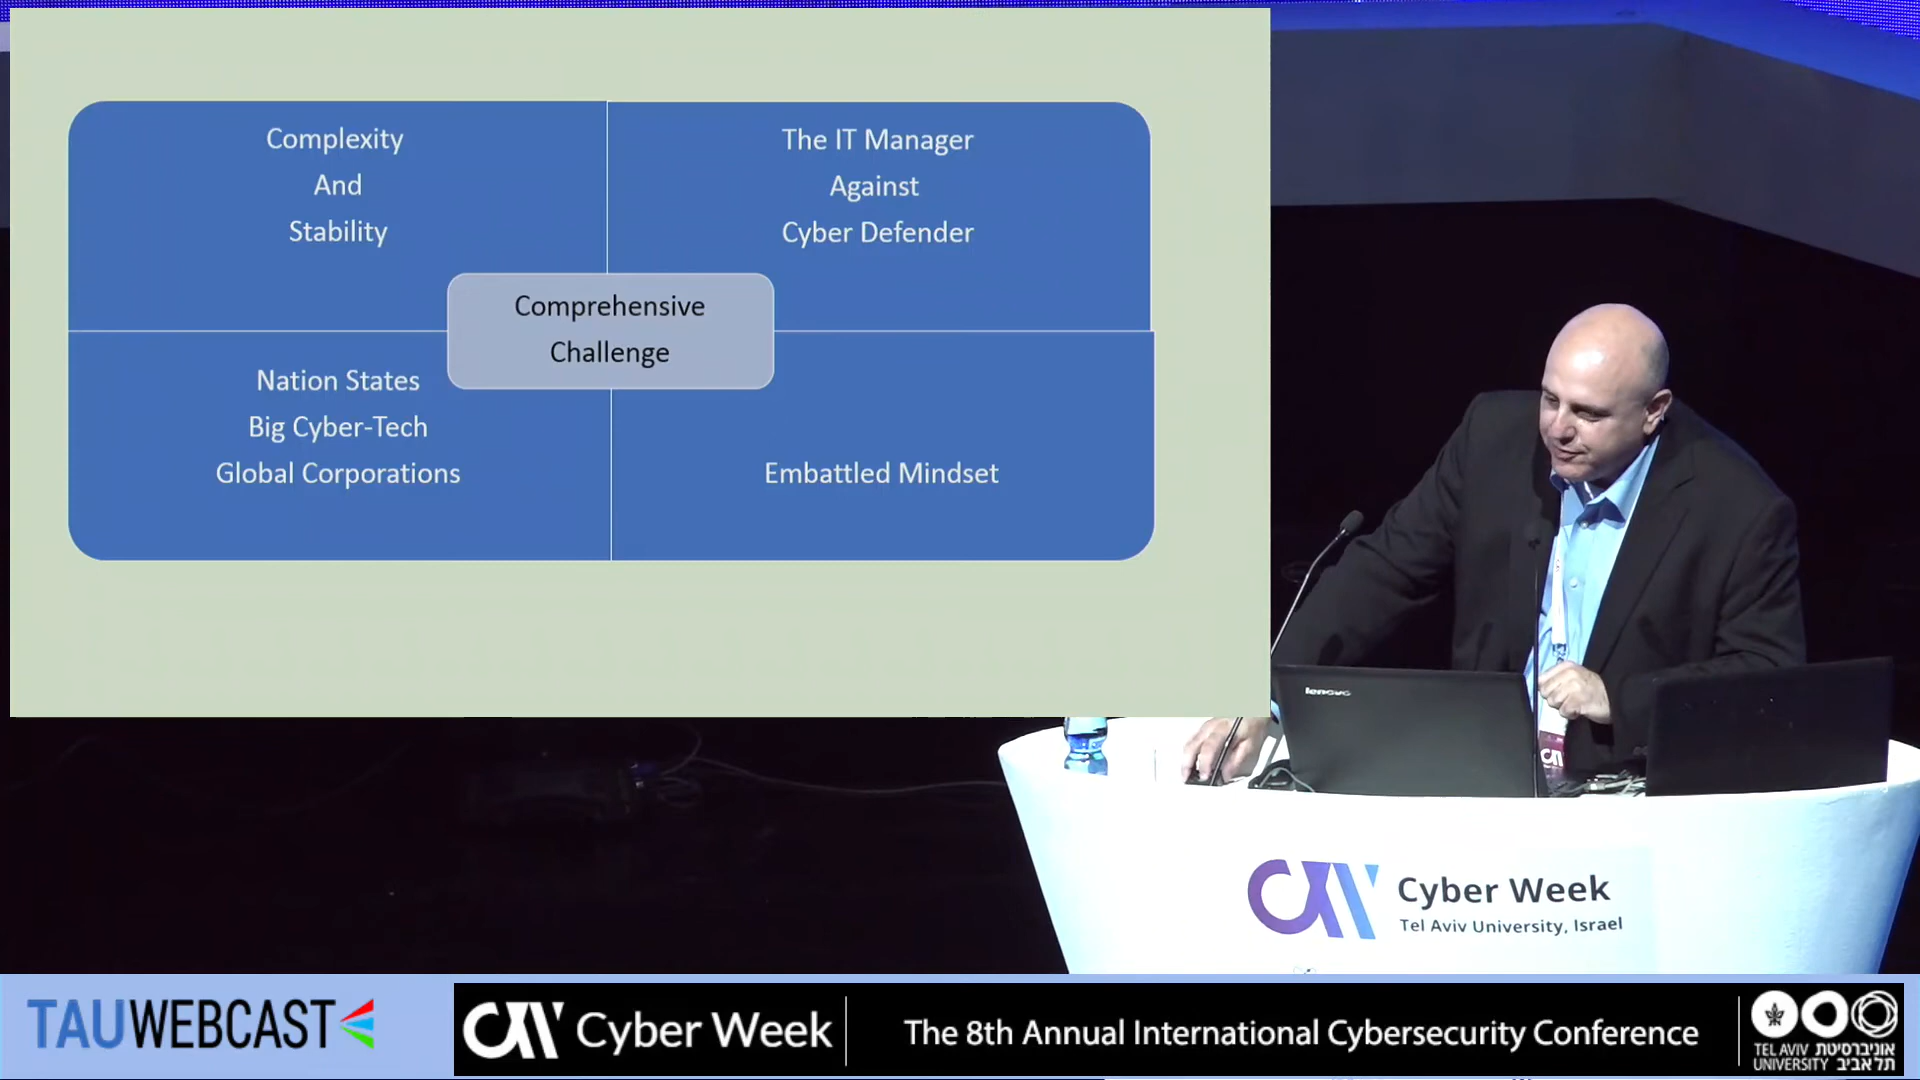 Complexity
And
Stability
The IT Manager
Against
Cyber Defender
Comprehensive
Challenge
Nation States
Big Cyber-Tech
Global Corporations
Embattled Mindset
lenovo
Cyber Week
Tel Aviv University, Israel
TAUWEBCAST
Cyber Week
The 8th Annual International Cybersecurity Conference
TEL AVIV אוניברסיטת
UNIVERSITY תל אביב